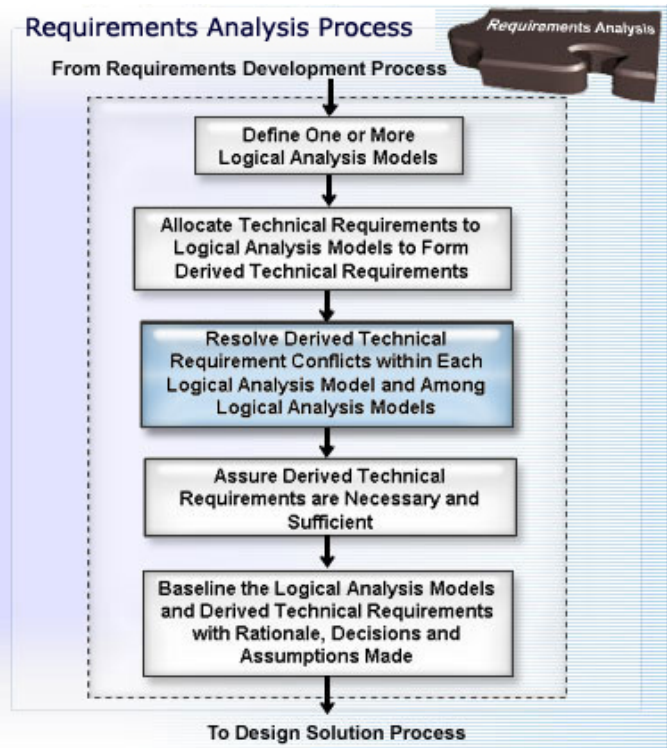 Requirements Analysis Process
Requirements Analysis
From Requirements Development Process
Define One or More
Logical Analysis Models
Allocate Technical Requirements to
Logical Analysis Models to Form
Derived Technical Requirements
Resolve Derived Technical
Requirement Conflicts within Each
Logical Analysis Model and Among
Logical Analysis Models
Assure Derived Technical
Requirements are Necessary and
Sufficient
Baseline the Logical Analysis Models
and Derived Technical Requirements
with Rationale, Decisions and
Assumptions Made
To Design Solution Process